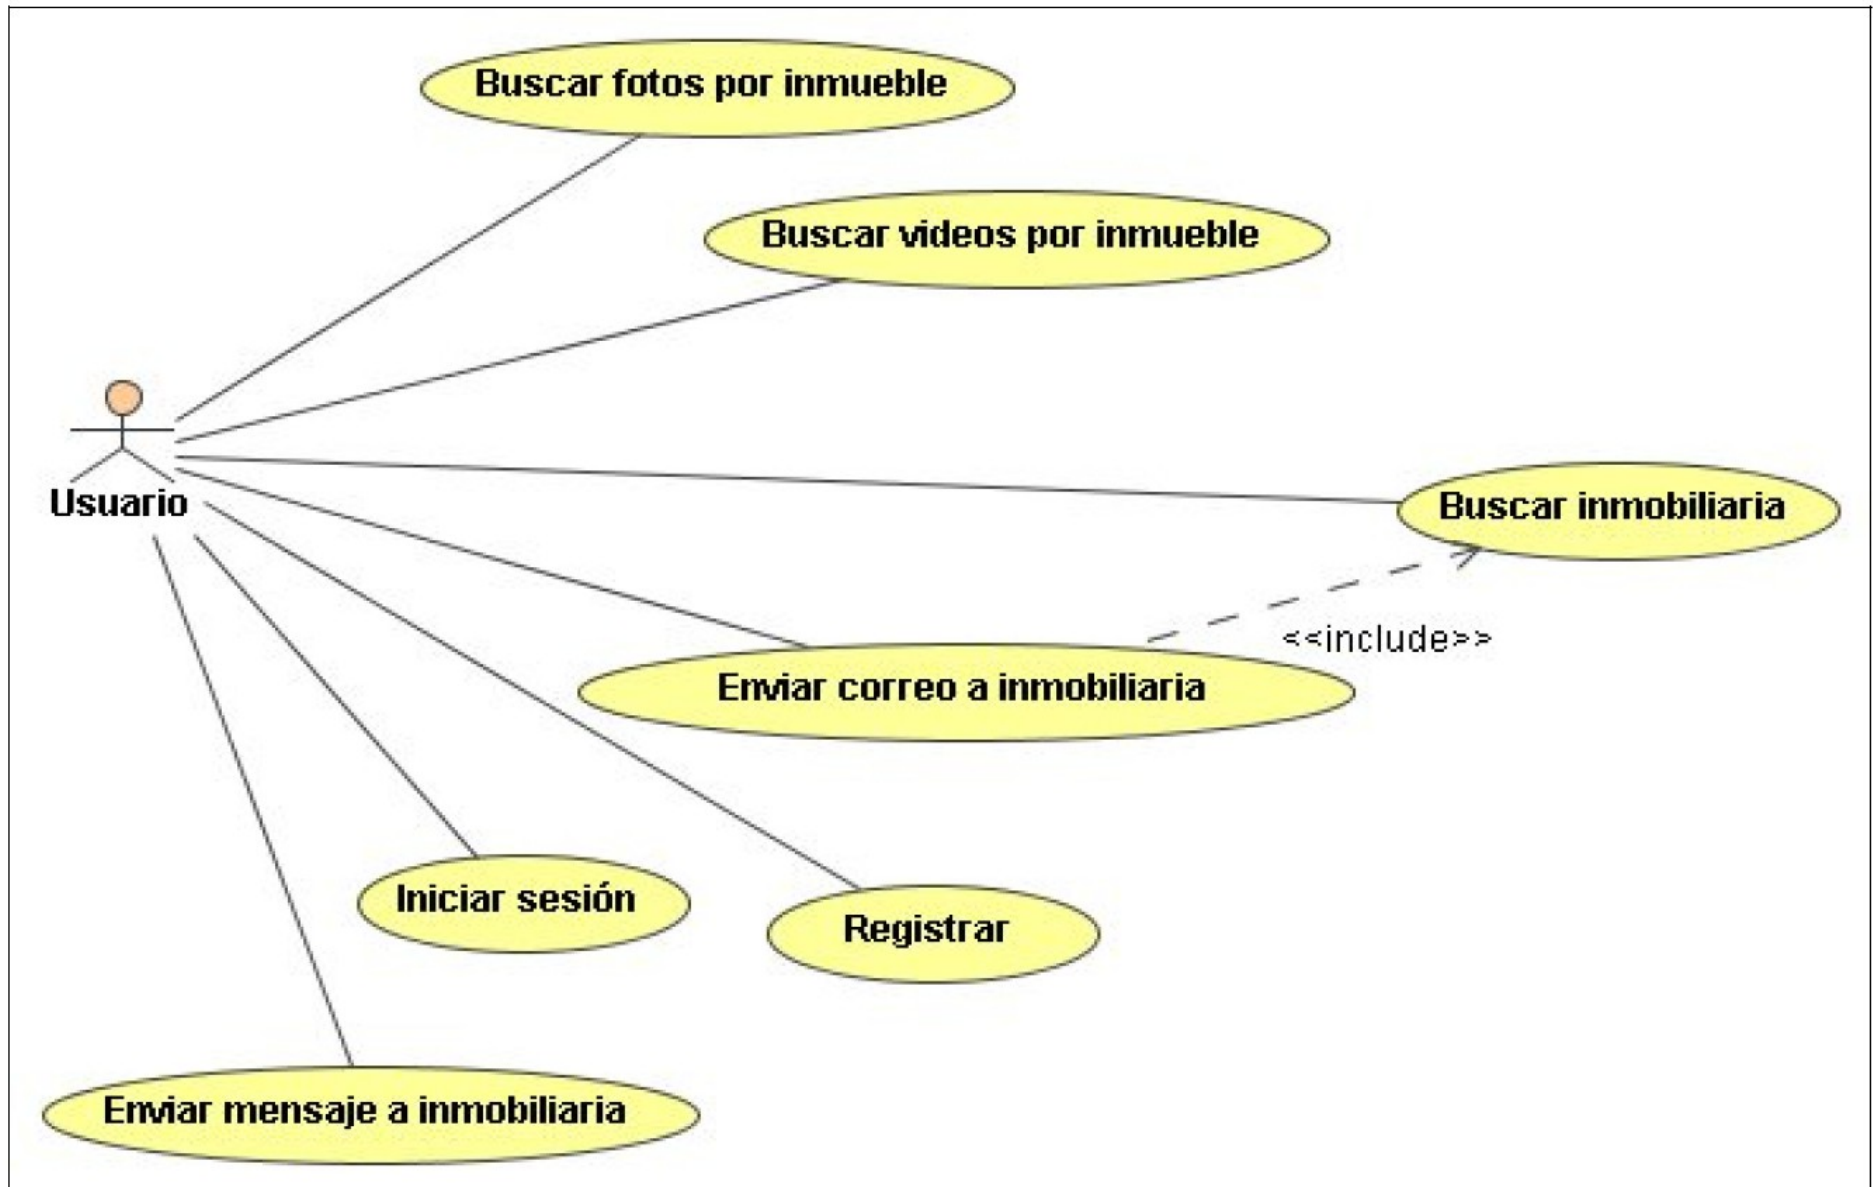 Buscar fotos por inmueble
Buscar videos por inmueble
Usuario
Buscar inmobiliaria
<<include>>
Enviar correo a inmobiliaria
Iniciar sesión
Registrar
Enviar mensaje a inmobiliaria